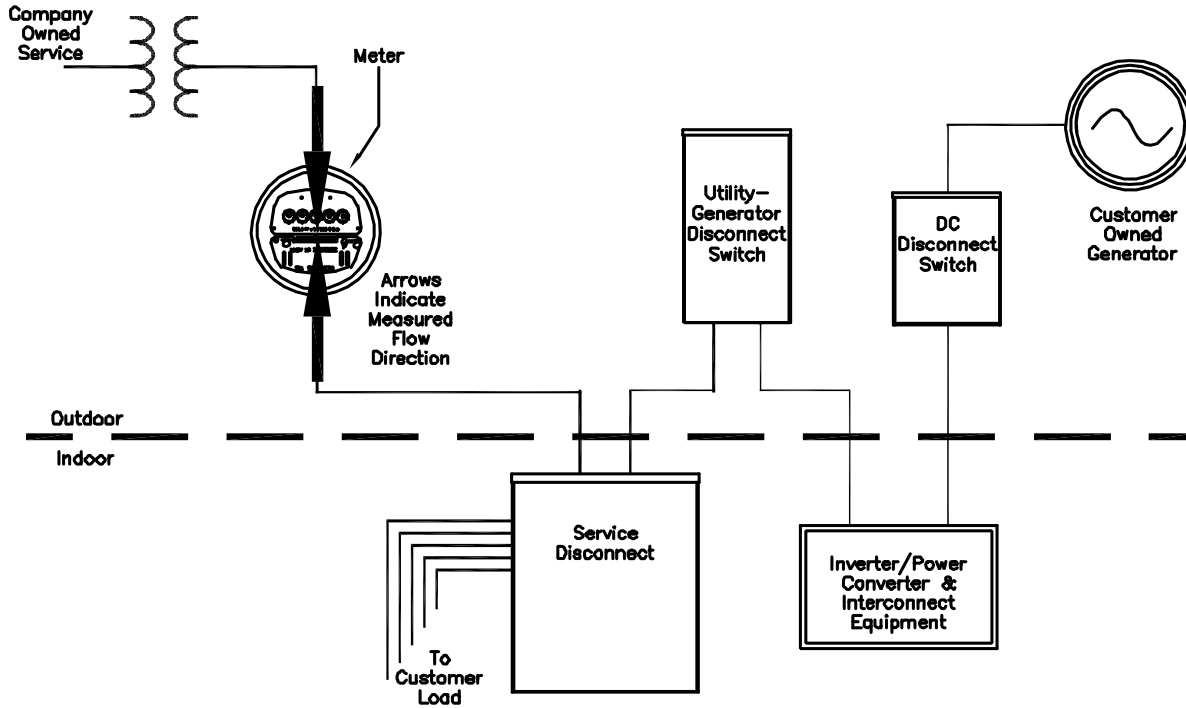 Company
Owned
Service
Meter
Utility-
Generator
Disconnect
Switch
DC
Disconnect
Switch
Customer
Owned
Generator
Arrows
Indicate
Measured
Flow
Direction
Outdoor
Indoor
Service
Disconnect
Inverter/Power
Converter &
Interconnect
Equipment
To
Customer
Load